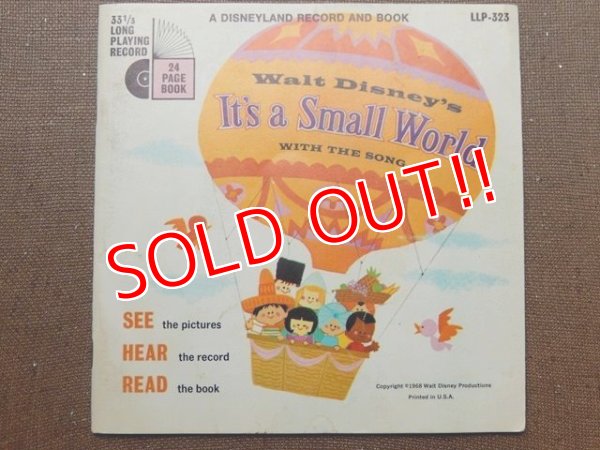 33 1/3
LONG
PLAYING
RECORD
24
PAGE
BOOK
A DISNEYLAND RECORD AND BOOK
LLP-323
Walt Disney's
It's a Small World
WITH THE SONG
SOLD OUT!!
SEE the pictures
HEAR the record
READ the book
Copyright ©1968 Walt Disney Productions
Printed in U.S.A.